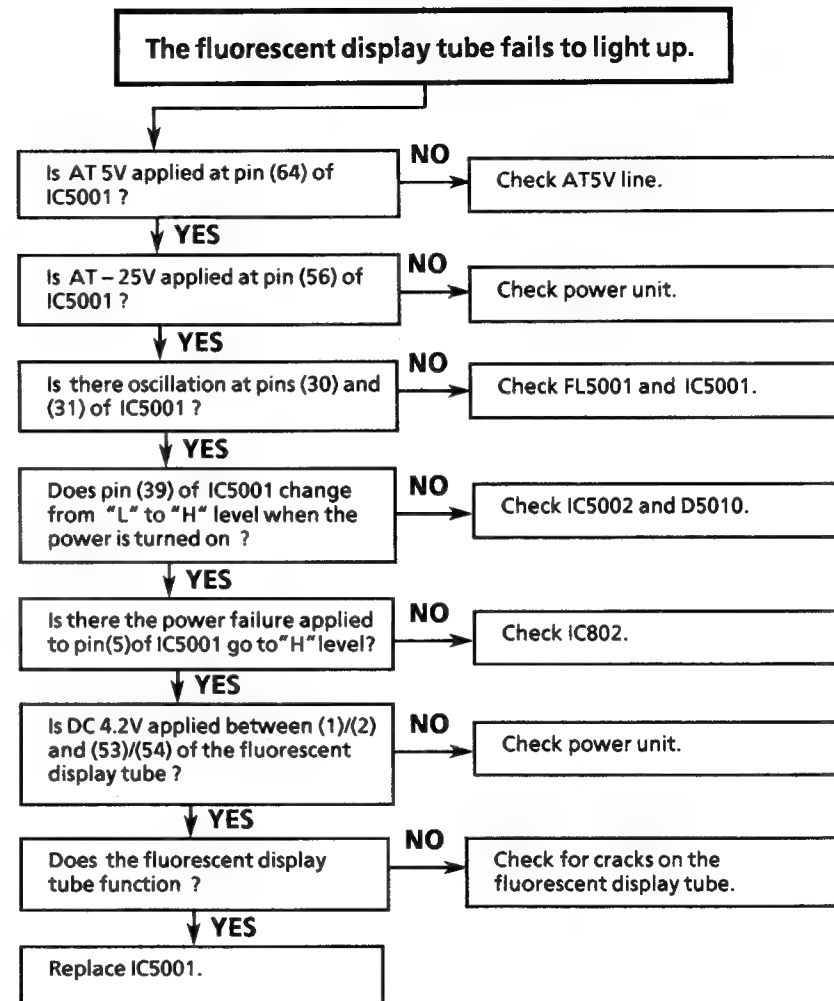 The fluorescent display tube fails to light up.
Is AT 5V applied at pin (64) of
IC5001 ?
NO
Check AT5V line.
YES
Is AT – 25V applied at pin (56) of
IC5001 ?
NO
Check power unit.
YES
Is there oscillation at pins (30) and
(31) of IC5001 ?
NO
Check FL5001 and IC5001.
YES
Does pin (39) of IC5001 change
from "L" to "H" level when the
power is turned on ?
NO
Check IC5002 and D5010.
YES
Is there the power failure applied
to pin(5)of IC5001 go to"H"level?
NO
Check IC802.
YES
Is DC 4.2V applied between (1)/(2)
and (53)/(54) of the fluorescent
display tube ?
NO
Check power unit.
YES
Does the fluorescent display
tube function ?
NO
Check for cracks on the
fluorescent display tube.
YES
Replace IC5001.